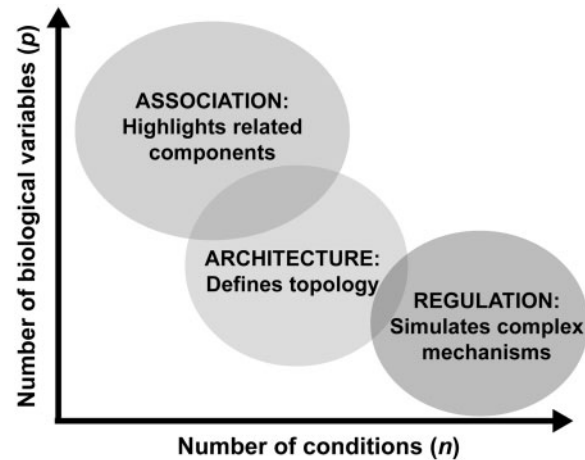 Number of biological variables (p)
ASSOCIATION:
Highlights related
components
ARCHITECTURE:
Defines topology
REGULATION:
Simulates complex
mechanisms
Number of conditions (n)